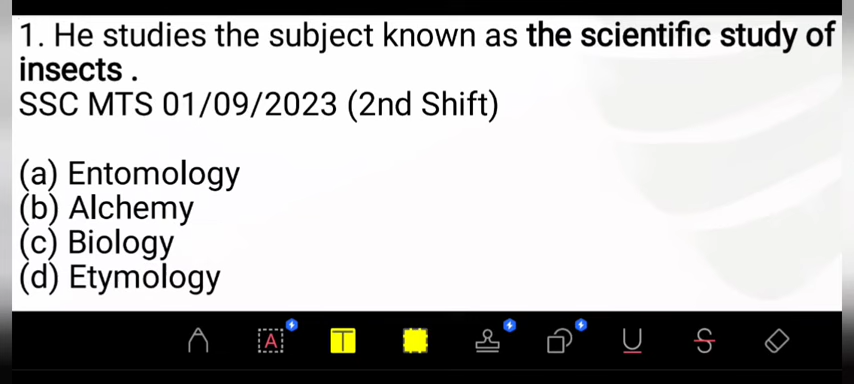 1. He studies the subject known as the scientific study of
insects .
SSC MTS 01/09/2023 (2nd Shift)
(a) Entomology
(b) Alchemy
(c) Biology
(d) Etymology
A
T
U
S